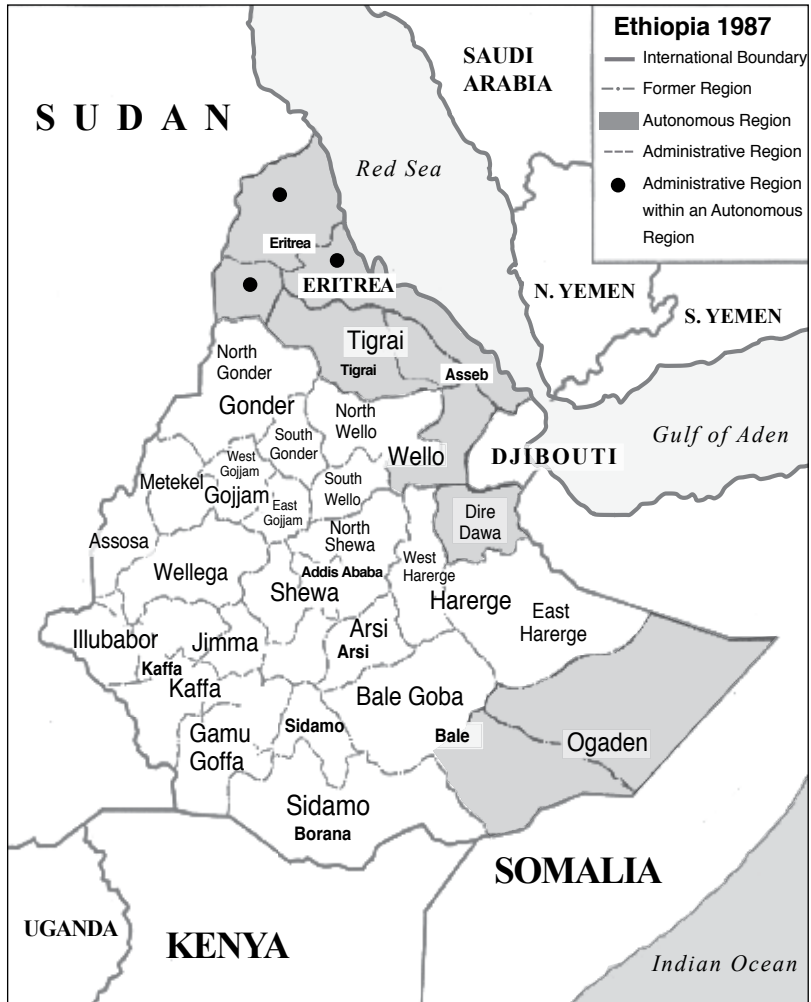 Ethiopia 1987
International Boundary
Former Region
Autonomous Region
Administrative Region
Administrative Region
within an Autonomous
Region
SAUDI
ARABIA
SUDAN
Red Sea
Eritrea
ERITREA
N. YEMEN
S. YEMEN
Tigrai
Tigrai
Asseb
North
Gonder
Gonder
North
Wello
South
Gonder
Wello
DJIBOUTI
Gulf of Aden
West
Gojjam
Metekel
Gojjam
East
Gojjam
South
Wello
Dire
Dawa
Assosa
North
Shewa
West
Harerge
Wellega
Addis Ababa
Shewa
Harerge
East
Harerge
Illubabor
Jimma
Arsi
Arsi
Kaffa
Kaffa
Bale Goba
Gamu
Goffa
Sidamo
Bale
Ogaden
Sidamo
Borana
SOMALIA
UGANDA
KENYA
Indian Ocean